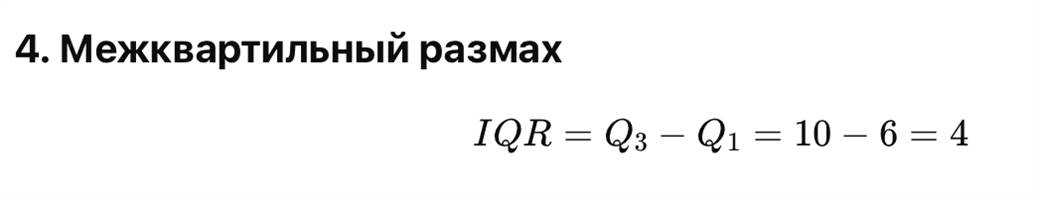 4. Межквартильный размах
IQR = Q₃ − Q₁ = 10 − 6 = 4